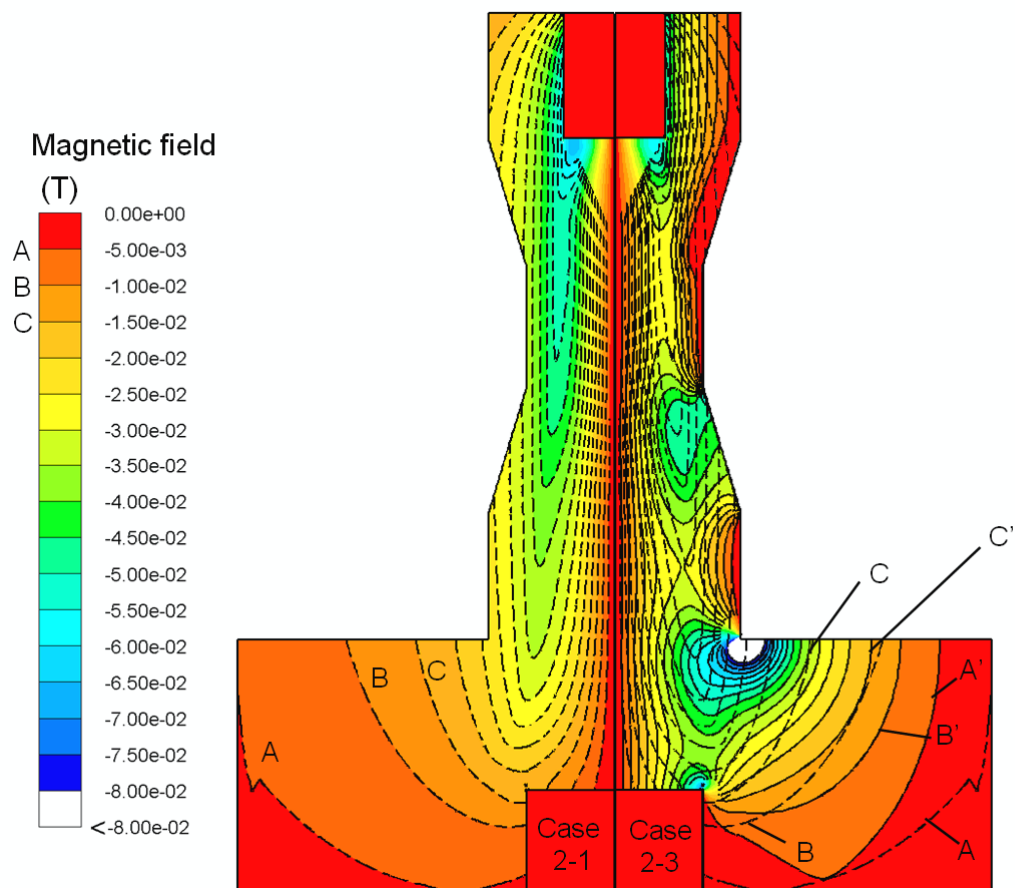 Magnetic field
(T)
0.00e+00
A
-5.00e-03
B
-1.00e-02
C
-1.50e-02
-2.00e-02
-2.50e-02
-3.00e-02
-3.50e-02
-4.00e-02
-4.50e-02
-5.00e-02
-5.50e-02
-6.00e-02
-6.50e-02
-7.00e-02
-7.50e-02
-8.00e-02
<-8.00e-02
A
B
C
C'
C
A'
B'
A
B
Case
2-1
Case
2-3